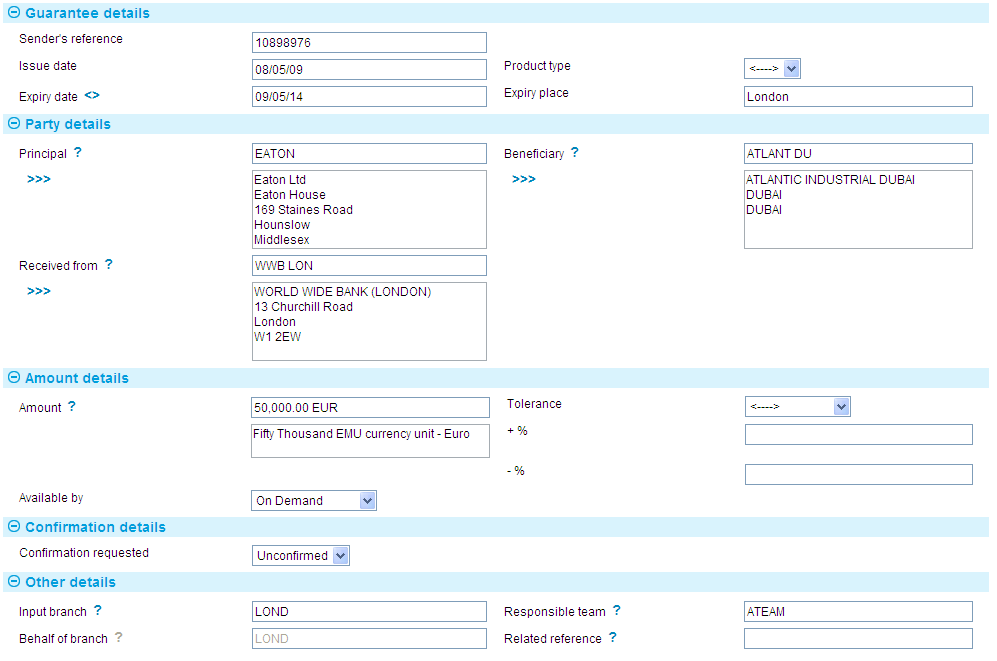 Guarantee details
Sender's reference 10898976
Issue date 08/05/09 Product type <---->
Expiry date <> 09/05/14 Expiry place London
Party details
Principal ? EATON Beneficiary ? ATLANT DU
>>> Eaton Ltd >>> ATLANTIC INDUSTRIAL DUBAI
Eaton House DUBAI
169 Staines Road DUBAI
Hounslow
Middlesex
Received from ? WWB LON
>>> WORLD WIDE BANK (LONDON)
13 Churchill Road
London
W1 2EW
Amount details
Amount ? 50,000.00 EUR Tolerance <---->
Fifty Thousand EMU currency unit - Euro + %
- %
Available by On Demand
Confirmation details
Confirmation requested Unconfirmed
Other details
Input branch ? LOND Responsible team ? ATEAM
Behalf of branch ? LOND Related reference ?